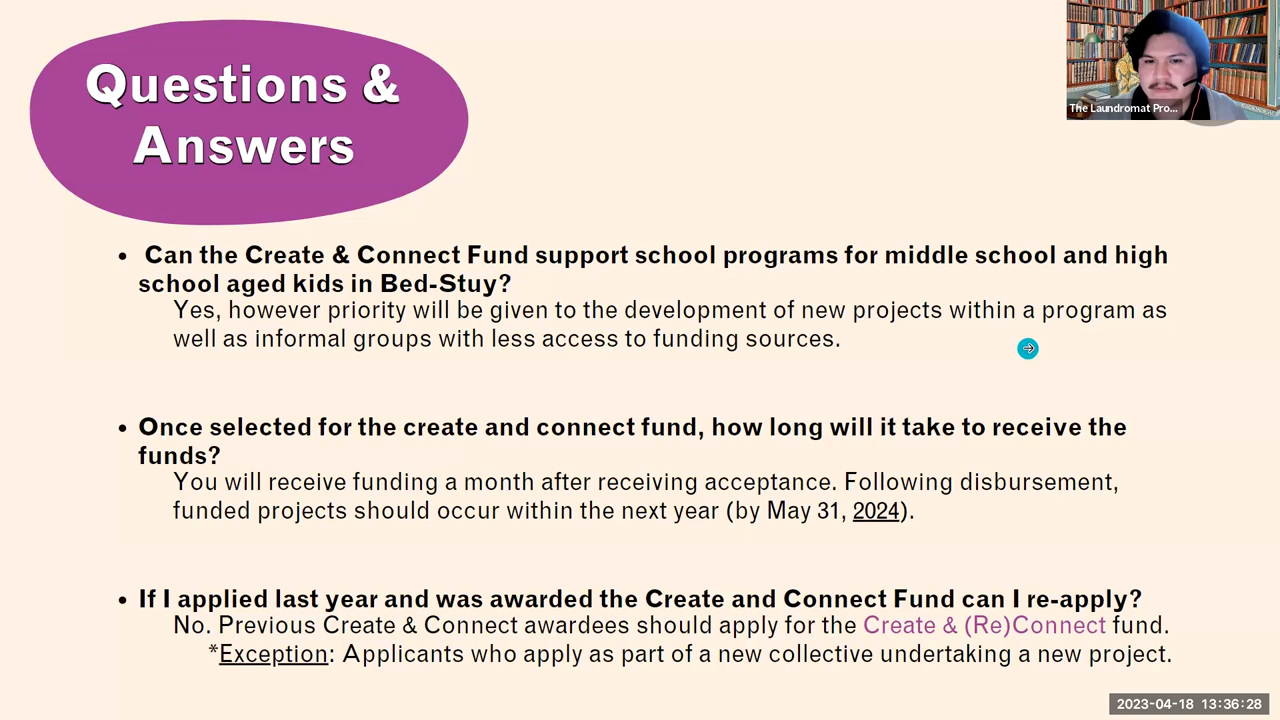 Questions &
Answers
The Laundromat Pro...
• Can the Create & Connect Fund support school programs for middle school and high
school aged kids in Bed-Stuy?
Yes, however priority will be given to the development of new projects within a program as
well as informal groups with less access to funding sources.
• Once selected for the create and connect fund, how long will it take to receive the
funds?
You will receive funding a month after receiving acceptance. Following disbursement,
funded projects should occur within the next year (by May 31, 2024).
• If I applied last year and was awarded the Create and Connect Fund can I re-apply?
No. Previous Create & Connect awardees should apply for the Create & (Re)Connect fund.
*Exception: Applicants who apply as part of a new collective undertaking a new project.
2023-04-18 13:36:28